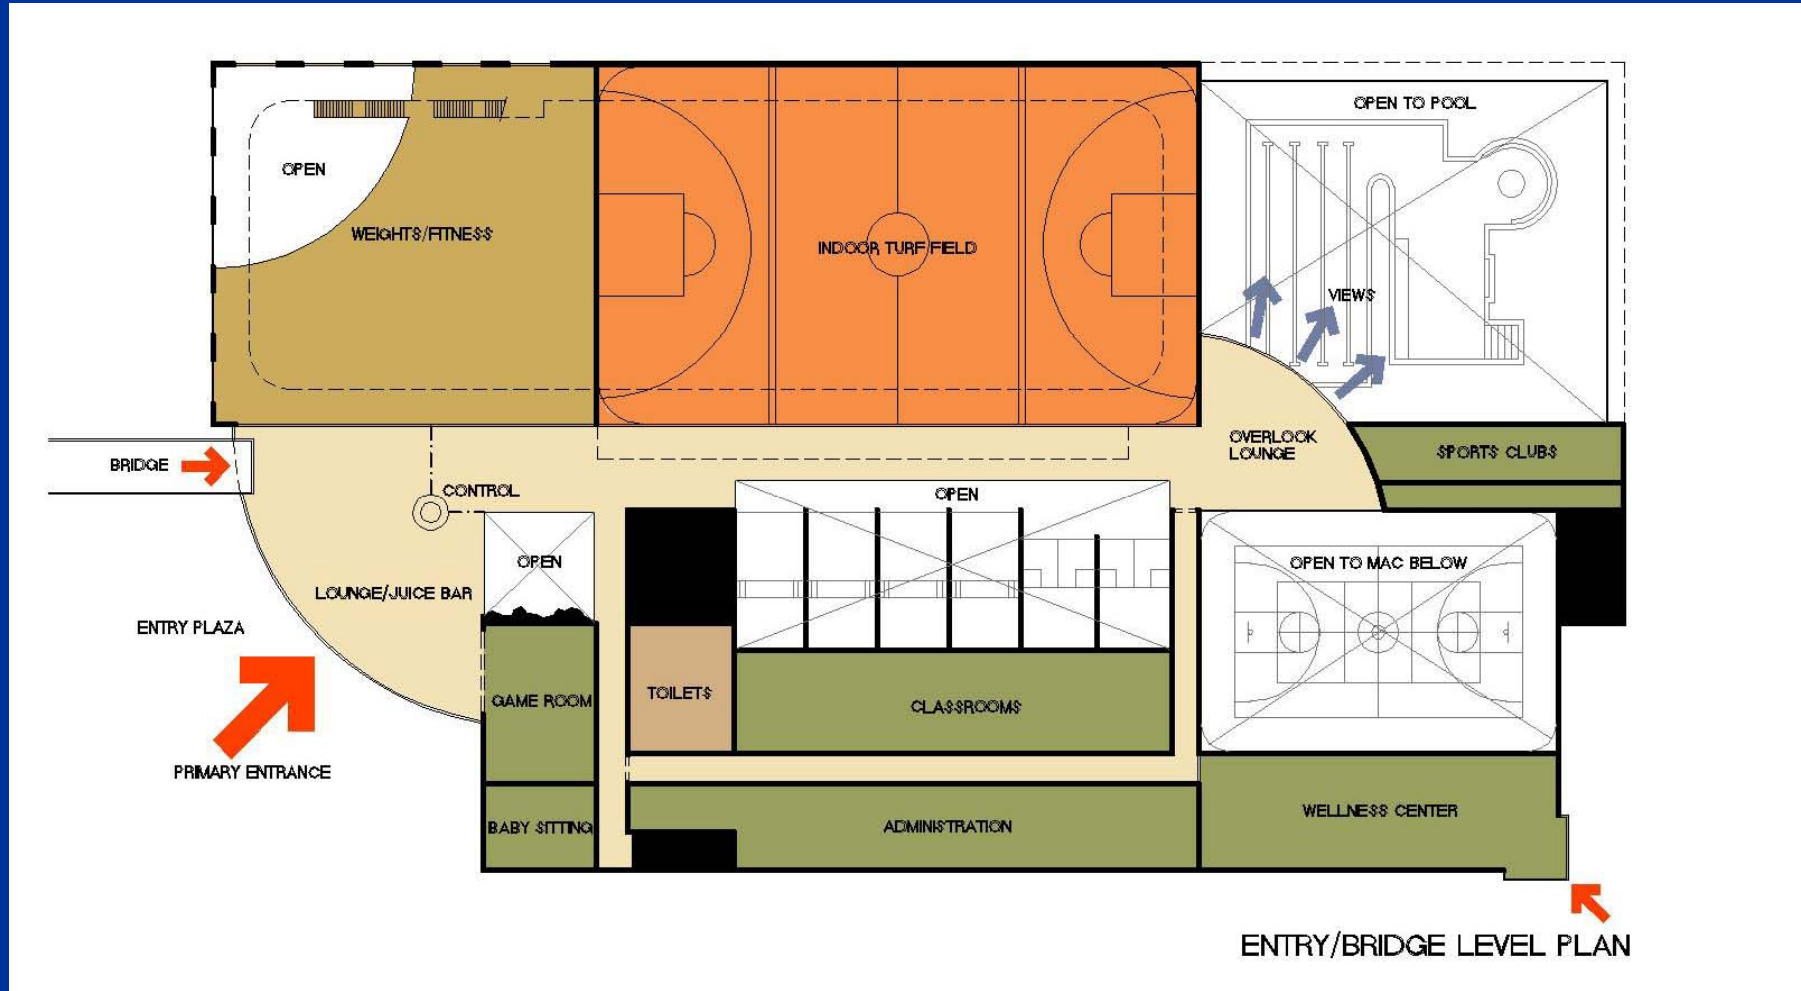 OPEN TO POOL
OPEN
WEIGHTS/FITNESS
INDOOR TURF FIELD
VIEWS
OVERLOOK
LOUNGE
SPORTS CLUBS
BRIDGE
CONTROL
OPEN
OPEN
OPEN TO MAC BELOW
LOUNGE/JUICE BAR
ENTRY PLAZA
GAME ROOM
TOILETS
CLASSROOMS
PRIMARY ENTRANCE
BABY SITTING
ADMINISTRATION
WELLNESS CENTER
ENTRY/BRIDGE LEVEL PLAN